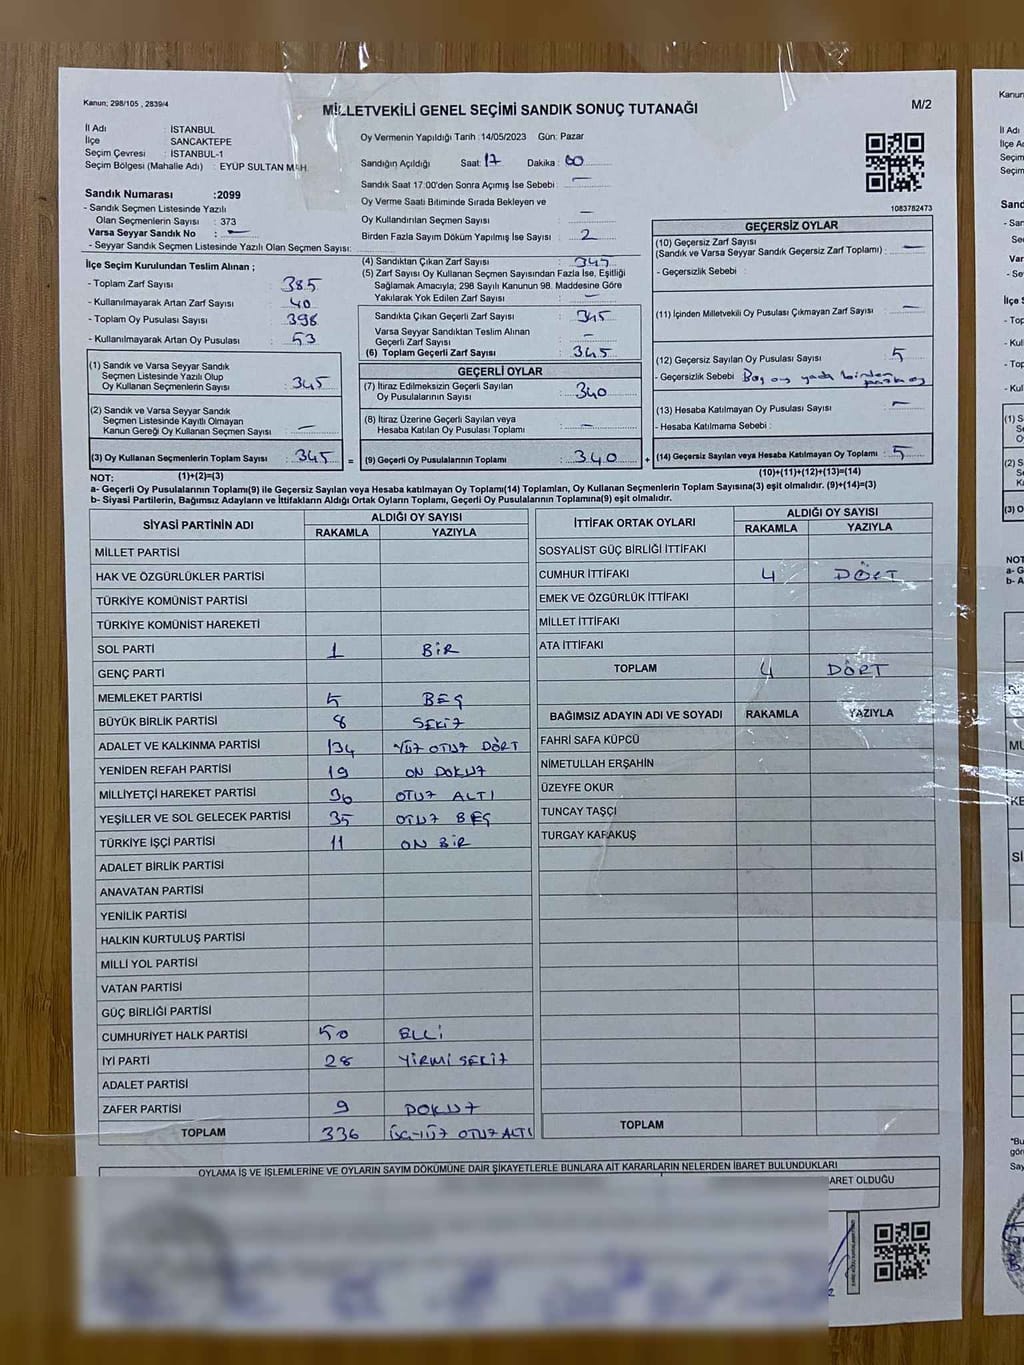 Kanun; 298/105 , 2839/4
MİLLETVEKİLİ GENEL SEÇİMİ SANDIK SONUÇ TUTANAĞI
M/2
İl Adı : İSTANBUL
İlçe : SANCAKTEPE
Seçim Çevresi : İSTANBUL-1
Seçim Bölgesi (Mahalle Adı) : EYÜP SULTAN MAH.
Sandık Numarası :2099
- Sandık Seçmen Listesinde Yazılı
Olan Seçmenlerin Sayısı : 373
Varsa Seyyar Sandık No : —
- Seyyar Sandık Seçmen Listesinde Yazılı Olan Seçmen Sayısı:
Oy Vermenin Yapıldığı Tarih : 14/05/2023 Gün: Pazar
Sandığın Açıldığı Saat: 17 Dakika : 00
Sandık Saat 17:00'den Sonra Açımış İse Sebebi : —
Oy Verme Saati Bitiminde Sırada Bekleyen ve
Oy Kullandırılan Seçmen Sayısı : —
Birden Fazla Sayım Döküm Yapılmış İse Sayısı : 2
1083782473
İlçe Seçim Kurulundan Teslim Alınan ;
- Toplam Zarf Sayısı : 385
- Kullanılmayarak Artan Zarf Sayısı : 40
- Toplam Oy Pusulası Sayısı : 398
- Kullanılmayarak Artan Oy Pusulası : 53
(1) Sandık ve Varsa Seyyar Sandık
Seçmen Listesinde Yazılı Olup
Oy Kullanan Seçmenlerin Sayısı : 345
(2) Sandık ve Varsa Seyyar Sandık
Seçmen Listesinde Kayıtlı Olmayan
Kanun Gereği Oy Kullanan Seçmen Sayısı : —
(3) Oy Kullanan Seçmenlerin Toplam Sayısı : 345 =
(4) Sandıktan Çıkan Zarf Sayısı : 345
(5) Zarf Sayısı Oy Kullanan Seçmen Sayısından Fazla İse, Eşitliği
Sağlamak Amacıyla; 298 Sayılı Kanunun 98. Maddesine Göre
Yakılarak Yok Edilen Zarf Sayısı : —
Sandıkta Çıkan Geçerli Zarf Sayısı : 345
Varsa Seyyar Sandıktan Teslim Alınan
Geçerli Zarf Sayısı : —
(6) Toplam Geçerli Zarf Sayısı : 345
GEÇERLİ OYLAR
(7) İtiraz Edilmeksizin Geçerli Sayılan
Oy Pusulalarının Sayısı : 340
(8) İtiraz Üzerine Geçerli Sayılan veya
Hesaba Katılan Oy Pusulası Toplamı : —
(9) Geçerli Oy Pusulalarının Toplamı : 340 +
GEÇERSİZ OYLAR
(10) Geçersiz Zarf Sayısı
(Sandık ve Varsa Seyyar Sandık Geçersiz Zarf Toplamı) : —
- Geçersizlik Sebebi :
(11) İçinden Milletvekili Oy Pusulası Çıkmayan Zarf Sayısı : —
(12) Geçersiz Sayılan Oy Pusulası Sayısı : 5
- Geçersizlik Sebebi : Boş oy yada birden
(13) Hesaba Katılmayan Oy Pusulası Sayısı : —
- Hesaba Katılmama Sebebi :
(14) Geçersiz Sayılan veya Hesaba Katılmayan Oy Toplamı : 5
NOT: (1)+(2)=(3)
(10)+(11)+(12)+(13)=(14)
a- Geçerli Oy Pusulalarının Toplamı(9) ile Geçersiz Sayılan veya Hesaba katılmayan Oy Toplamı(14) Toplamları, Oy Kullanan Seçmenlerin Toplam Sayısına(3) eşit olmalıdır. (9)+(14)=(3)
b- Siyasi Partilerin, Bağımsız Adayların ve İttifakların Aldığı Ortak Oyların Toplamı, Geçerli Oy Pusulalarının Toplamına(9) eşit olmalıdır.
SİYASİ PARTİNİN ADI ALDIĞI OY SAYISI
RAKAMLA YAZIYLA
MİLLET PARTİSİ
HAK VE ÖZGÜRLÜKLER PARTİSİ
TÜRKİYE KOMÜNİST PARTİSİ
TÜRKİYE KOMÜNİST HAREKETİ
SOL PARTİ 1 BİR
GENÇ PARTİ
MEMLEKET PARTİSİ 5 BEŞ
BÜYÜK BİRLİK PARTİSİ 8 SEKİZ
ADALET VE KALKINMA PARTİSİ 134 YÜZ OTUZ DÖRT
YENİDEN REFAH PARTİSİ 19 ON DOKUZ
MİLLİYETÇİ HAREKET PARTİSİ 36 OTUZ ALTI
YEŞİLLER VE SOL GELECEK PARTİSİ 35 OTUZ BEŞ
TÜRKİYE İŞÇİ PARTİSİ 11 ON BİR
ADALET BİRLİK PARTİSİ
ANAVATAN PARTİSİ
YENİLİK PARTİSİ
HALKIN KURTULUŞ PARTİSİ
MİLLİ YOL PARTİSİ
VATAN PARTİSİ
GÜÇ BİRLİĞİ PARTİSİ
CUMHURİYET HALK PARTİSİ 50 ELLİ
İYİ PARTİ 28 YİRMİ SEKİZ
ADALET PARTİSİ
ZAFER PARTİSİ 9 DOKUZ
TOPLAM 336 ÜÇ-YÜZ OTUZ ALTI
İTTİFAK ORTAK OYLARI ALDIĞI OY SAYISI
RAKAMLA YAZIYLA
SOSYALİST GÜÇ BİRLİĞİ İTTİFAKI
CUMHUR İTTİFAKI 4 DÖRT
EMEK VE ÖZGÜRLÜK İTTİFAKI
MİLLET İTTİFAKI
ATA İTTİFAKI
TOPLAM 4 DÖRT
BAĞIMSIZ ADAYIN ADI VE SOYADI RAKAMLA YAZIYLA
FAHRİ SAFA KÜPCÜ
NİMETULLAH ERŞAHİN
ÜZEYFE OKUR
TUNCAY TAŞÇI
TURGAY KARAKUŞ
TOPLAM
OYLAMA İŞ VE İŞLEMLERİNE VE OYLARIN SAYIM DÖKÜMÜNE DAİR ŞİKAYETLERLE BUNLARA AİT KARARLARIN NELERDEN İBARET BULUNDUKLARI
BARET OLDUĞU